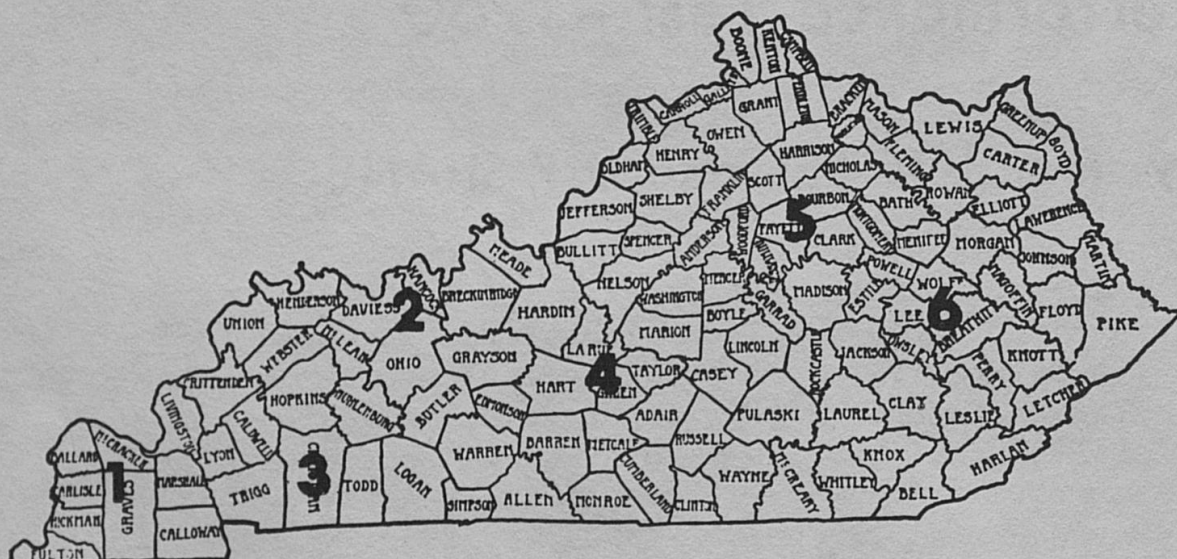 BOONE
KENTON
CAMPBELL
GRANT
PENDLETON
BRACKEN
MASON
LEWIS
GREENUP
BOYD
CARTER
TRIMBLE
CARROLL
GALLATIN
OWEN
HENRY
OLDHAM
HARRISON
NICHOLAS
FLEMING
ROWAN
ELLIOTT
LAWRENCE
JEFFERSON
SHELBY
FRANKLIN
SCOTT
BOURBON
BATH
MENIFEE
MORGAN
JOHNSON
MARTIN
BULLITT
SPENCER
ANDERSON
WOODFORD
FAYETTE
5
CLARK
MONTGOMERY
POWELL
WOLFE
MAGOFFIN
FLOYD
PIKE
MEADE
NELSON
WASHINGTON
MERCER
GARRAD
MADISON
ESTILL
LEE
6
BREATHITT
KNOTT
HANCOCK
2
BRECKINRIDGE
HARDIN
LARUE
MARION
BOYLE
LINCOLN
ROCKCASTLE
JACKSON
OWSLEY
PERRY
LETCHER
HENDERSON
DAVIESS
UNION
WEBSTER
McLEAN
OHIO
GRAYSON
HART
4
GREEN
TAYLOR
CASEY
PULASKI
LAUREL
CLAY
LESLIE
HARLAN
CRITTENDEN
LIVINGSTON
HOPKINS
MUHLENBURG
BUTLER
EDMONSON
ADAIR
RUSSELL
CALDWELL
LYON
WARREN
BARREN
METCALF
CUMBERLAND
WAYNE
McCREARY
WHITLEY
KNOX
BELL
BALLARD
McCRACKEN
CARLISLE
1
GRAVES
MARSHALL
TRIGG
3
TODD
LOGAN
SIMPSON
ALLEN
MONROE
CLINTON
HICKMAN
FULTON
CALLOWAY